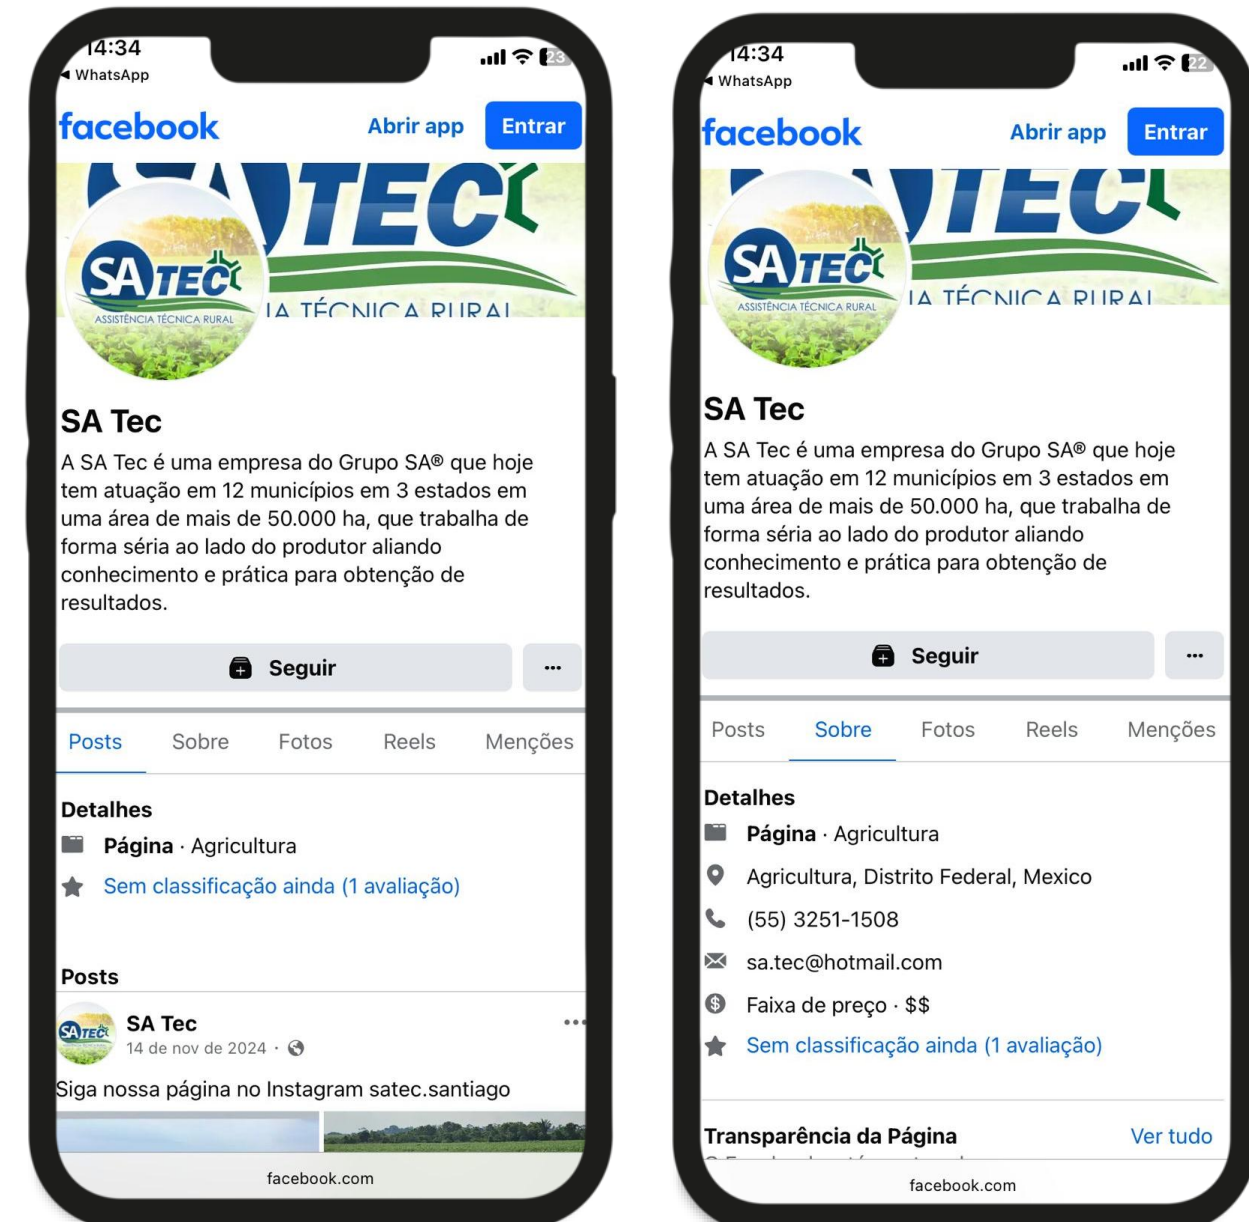 14:34
23
WhatsApp
facebook
Abrir app
Entrar
SA TEC
SA TEC
ASSISTÊNCIA TÉCNICA RURAL
IA TÉCNICA RURAL
SA Tec
A SA Tec é uma empresa do Grupo SA® que hoje
tem atuação em 12 municípios em 3 estados em
uma área de mais de 50.000 ha, que trabalha de
forma séria ao lado do produtor aliando
conhecimento e prática para obtenção de
resultados.
Seguir
Posts
Sobre
Fotos
Reels
Menções
Detalhes
Página · Agricultura
Sem classificação ainda (1 avaliação)
Posts
SA TEC
SA Tec
14 de nov de 2024 ·
Siga nossa página no Instagram satec.santiago
facebook.com
14:34
22
WhatsApp
facebook
Abrir app
Entrar
TEC
SA TEC
ASSISTÊNCIA TÉCNICA RURAL
IA TÉCNICA RURAL
SA Tec
A SA Tec é uma empresa do Grupo SA® que hoje
tem atuação em 12 municípios em 3 estados em
uma área de mais de 50.000 ha, que trabalha de
forma séria ao lado do produtor aliando
conhecimento e prática para obtenção de
resultados.
Seguir
Posts
Sobre
Fotos
Reels
Menções
Detalhes
Página · Agricultura
Agricultura, Distrito Federal, Mexico
(55) 3251-1508
sa.tec@hotmail.com
Faixa de preço · $$
Sem classificação ainda (1 avaliação)
Transparência da Página
Ver tudo
facebook.com